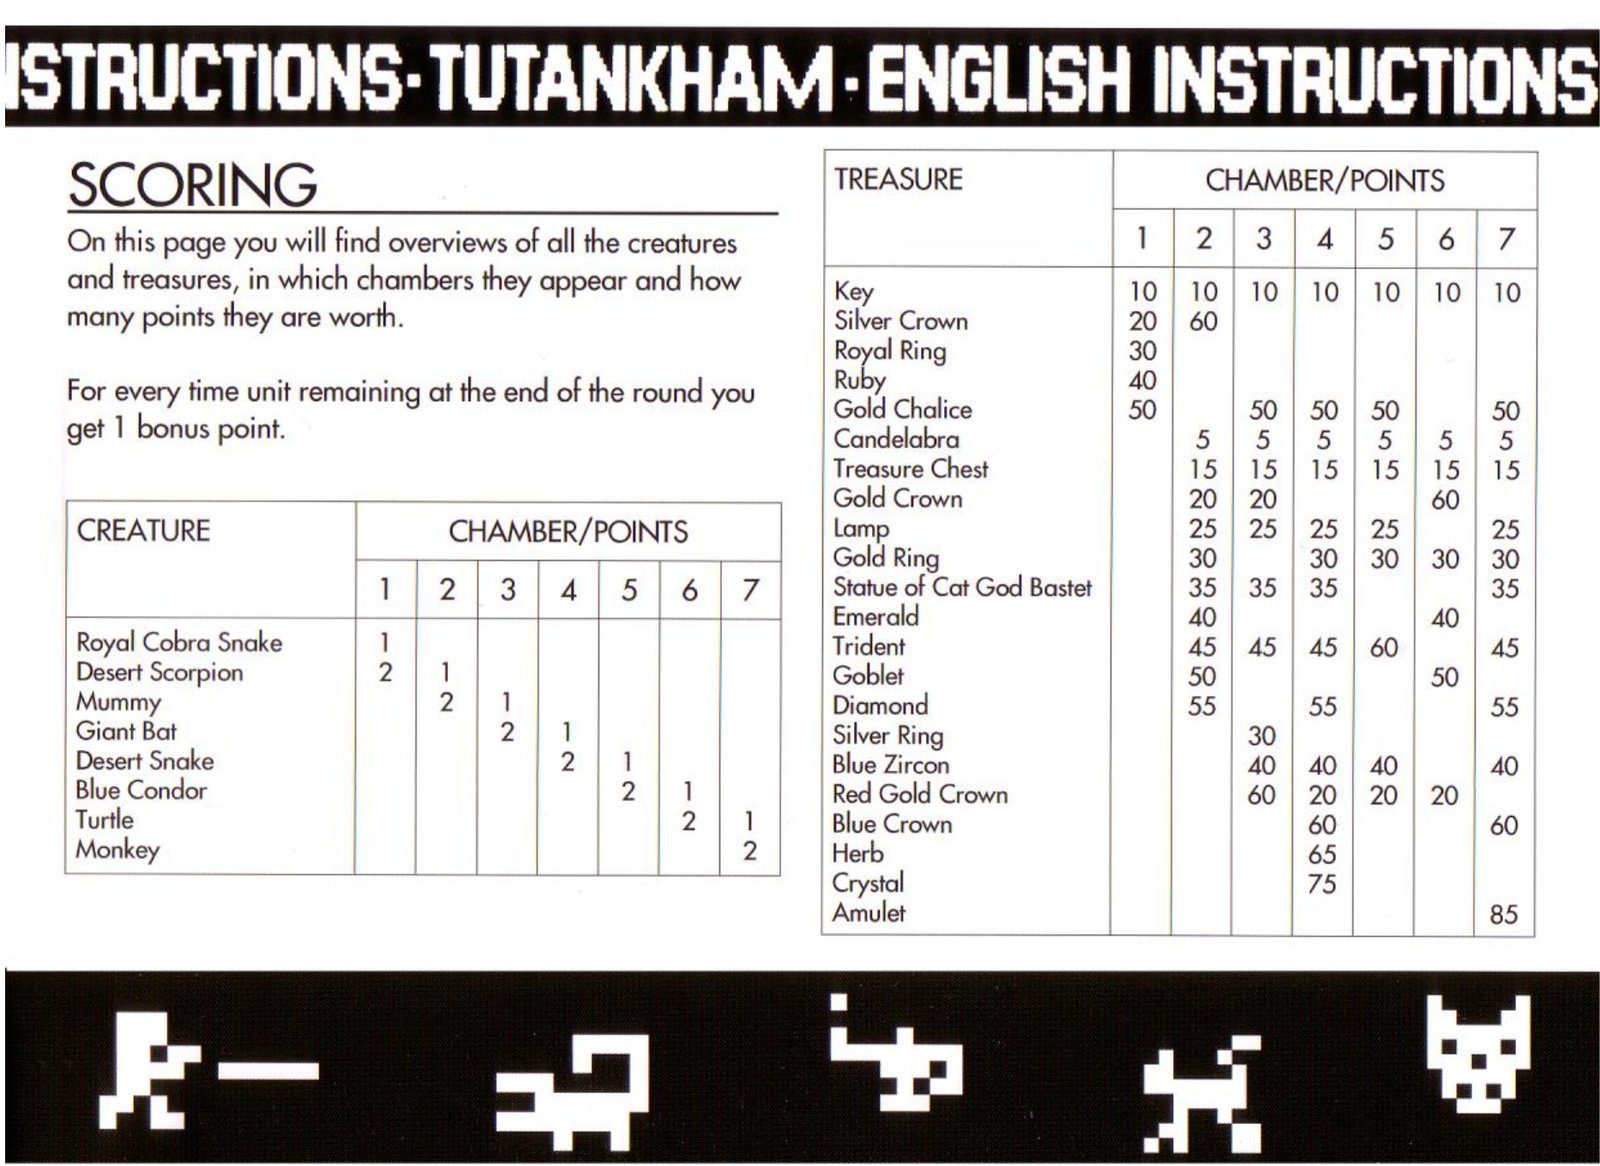 STRUCTIONS· TUTANKHAM · ENGLISH INSTRUCTIONS
SCORING
On this page you will find overviews of all the creatures
and treasures, in which chambers they appear and how
many points they are worth.
For every time unit remaining at the end of the round you
get 1 bonus point.
CREATURE CHAMBER/POINTS
1 2 3 4 5 6 7
Royal Cobra Snake 1
Desert Scorpion 2 1
Mummy 2 1
Giant Bat 2 1
Desert Snake 2 1
Blue Condor 2 1
Turtle 2 1
Monkey 2
TREASURE CHAMBER/POINTS
1 2 3 4 5 6 7
Key 10 10 10 10 10 10 10
Silver Crown 20 60
Royal Ring 30
Ruby 40
Gold Chalice 50 50 50 50 50
Candelabra 5 5 5 5 5 5
Treasure Chest 15 15 15 15 15 15
Gold Crown 20 20 60
Lamp 25 25 25 25 25
Gold Ring 30 30 30 30 30
Statue of Cat God Bastet 35 35 35 35
Emerald 40 40
Trident 45 45 45 60 45
Goblet 50 50
Diamond 55 55 55
Silver Ring 30
Blue Zircon 40 40 40 40
Red Gold Crown 60 20 20 20
Blue Crown 60 60
Herb 65
Crystal 75
Amulet 85